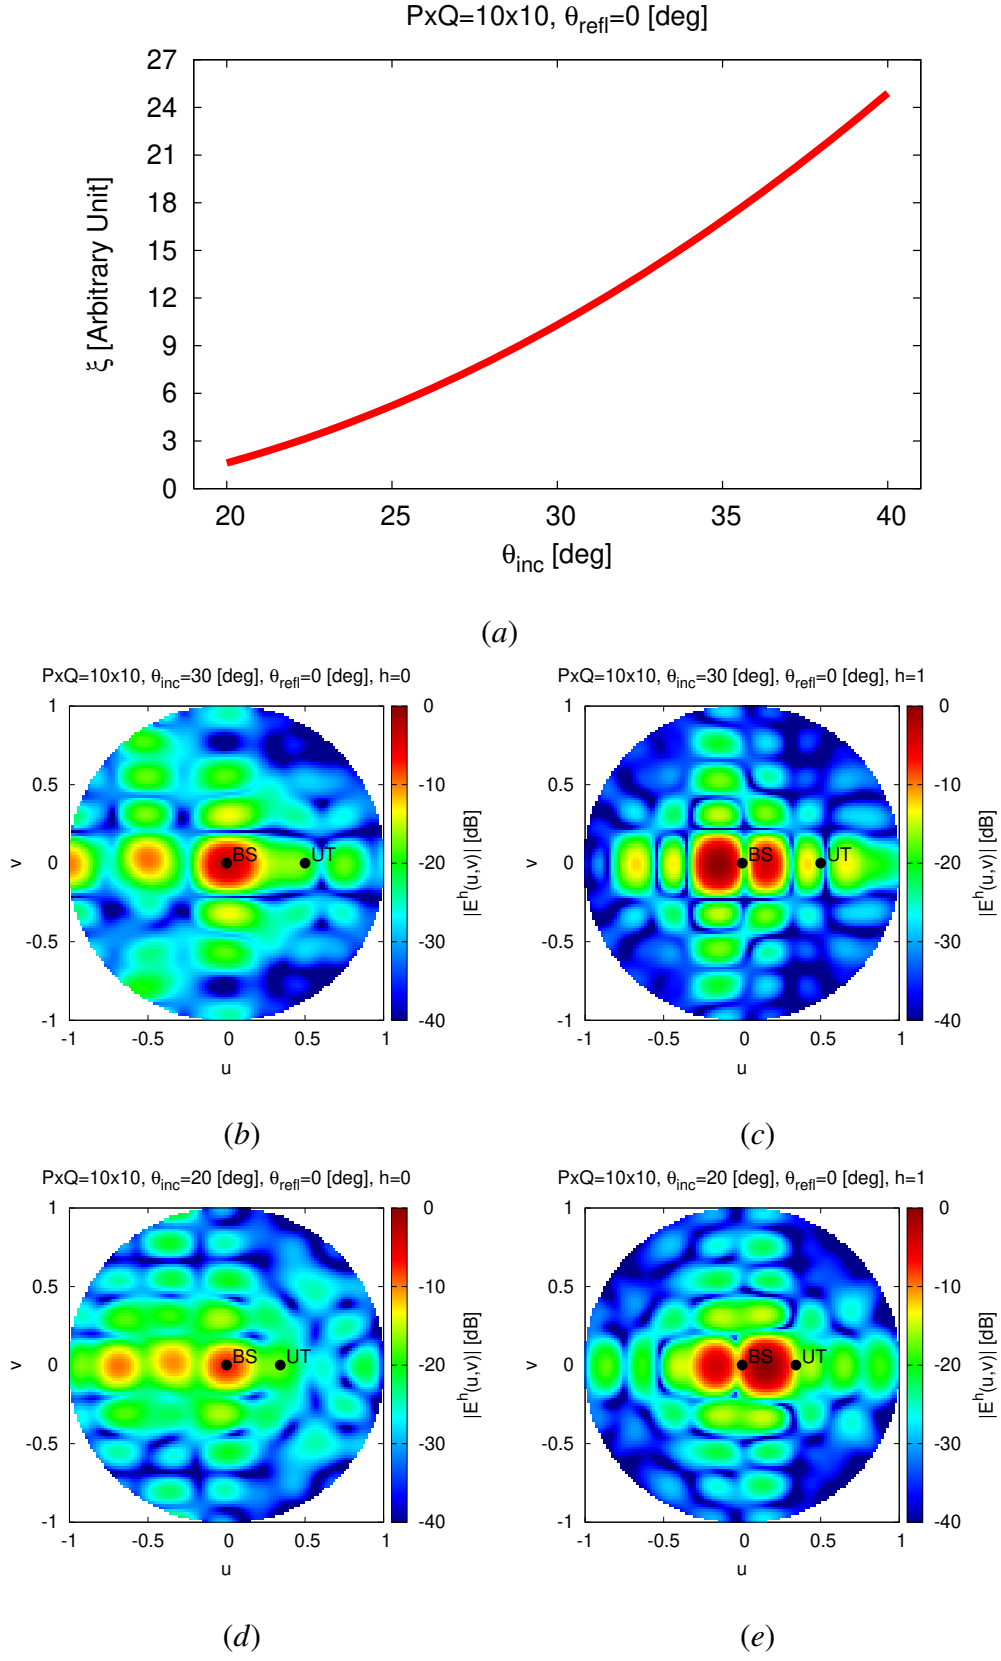 PxQ=10x10, θrefl=0 [deg]
27
24
21
18
15
12
9
6
3
0
ξ [Arbitrary Unit]
20 25 30 35 40
θinc [deg]
(a)
PxQ=10x10, θinc=30 [deg], θrefl=0 [deg], h=0
1
0.5
0
-0.5
-1
v
BS
UT
-1 -0.5 0 0.5 1
u
0
-10
-20
-30
-40
|E^h(u,v)| [dB]
(b)
PxQ=10x10, θinc=30 [deg], θrefl=0 [deg], h=1
1
0.5
0
-0.5
-1
v
BS
UT
-1 -0.5 0 0.5 1
u
0
-10
-20
-30
-40
|E^h(u,v)| [dB]
(c)
PxQ=10x10, θinc=20 [deg], θrefl=0 [deg], h=0
1
0.5
0
-0.5
-1
v
BS
UT
-1 -0.5 0 0.5 1
u
0
-10
-20
-30
-40
|E^h(u,v)| [dB]
(d)
PxQ=10x10, θinc=20 [deg], θrefl=0 [deg], h=1
1
0.5
0
-0.5
-1
v
BS
UT
-1 -0.5 0 0.5 1
u
0
-10
-20
-30
-40
|E^h(u,v)| [dB]
(e)